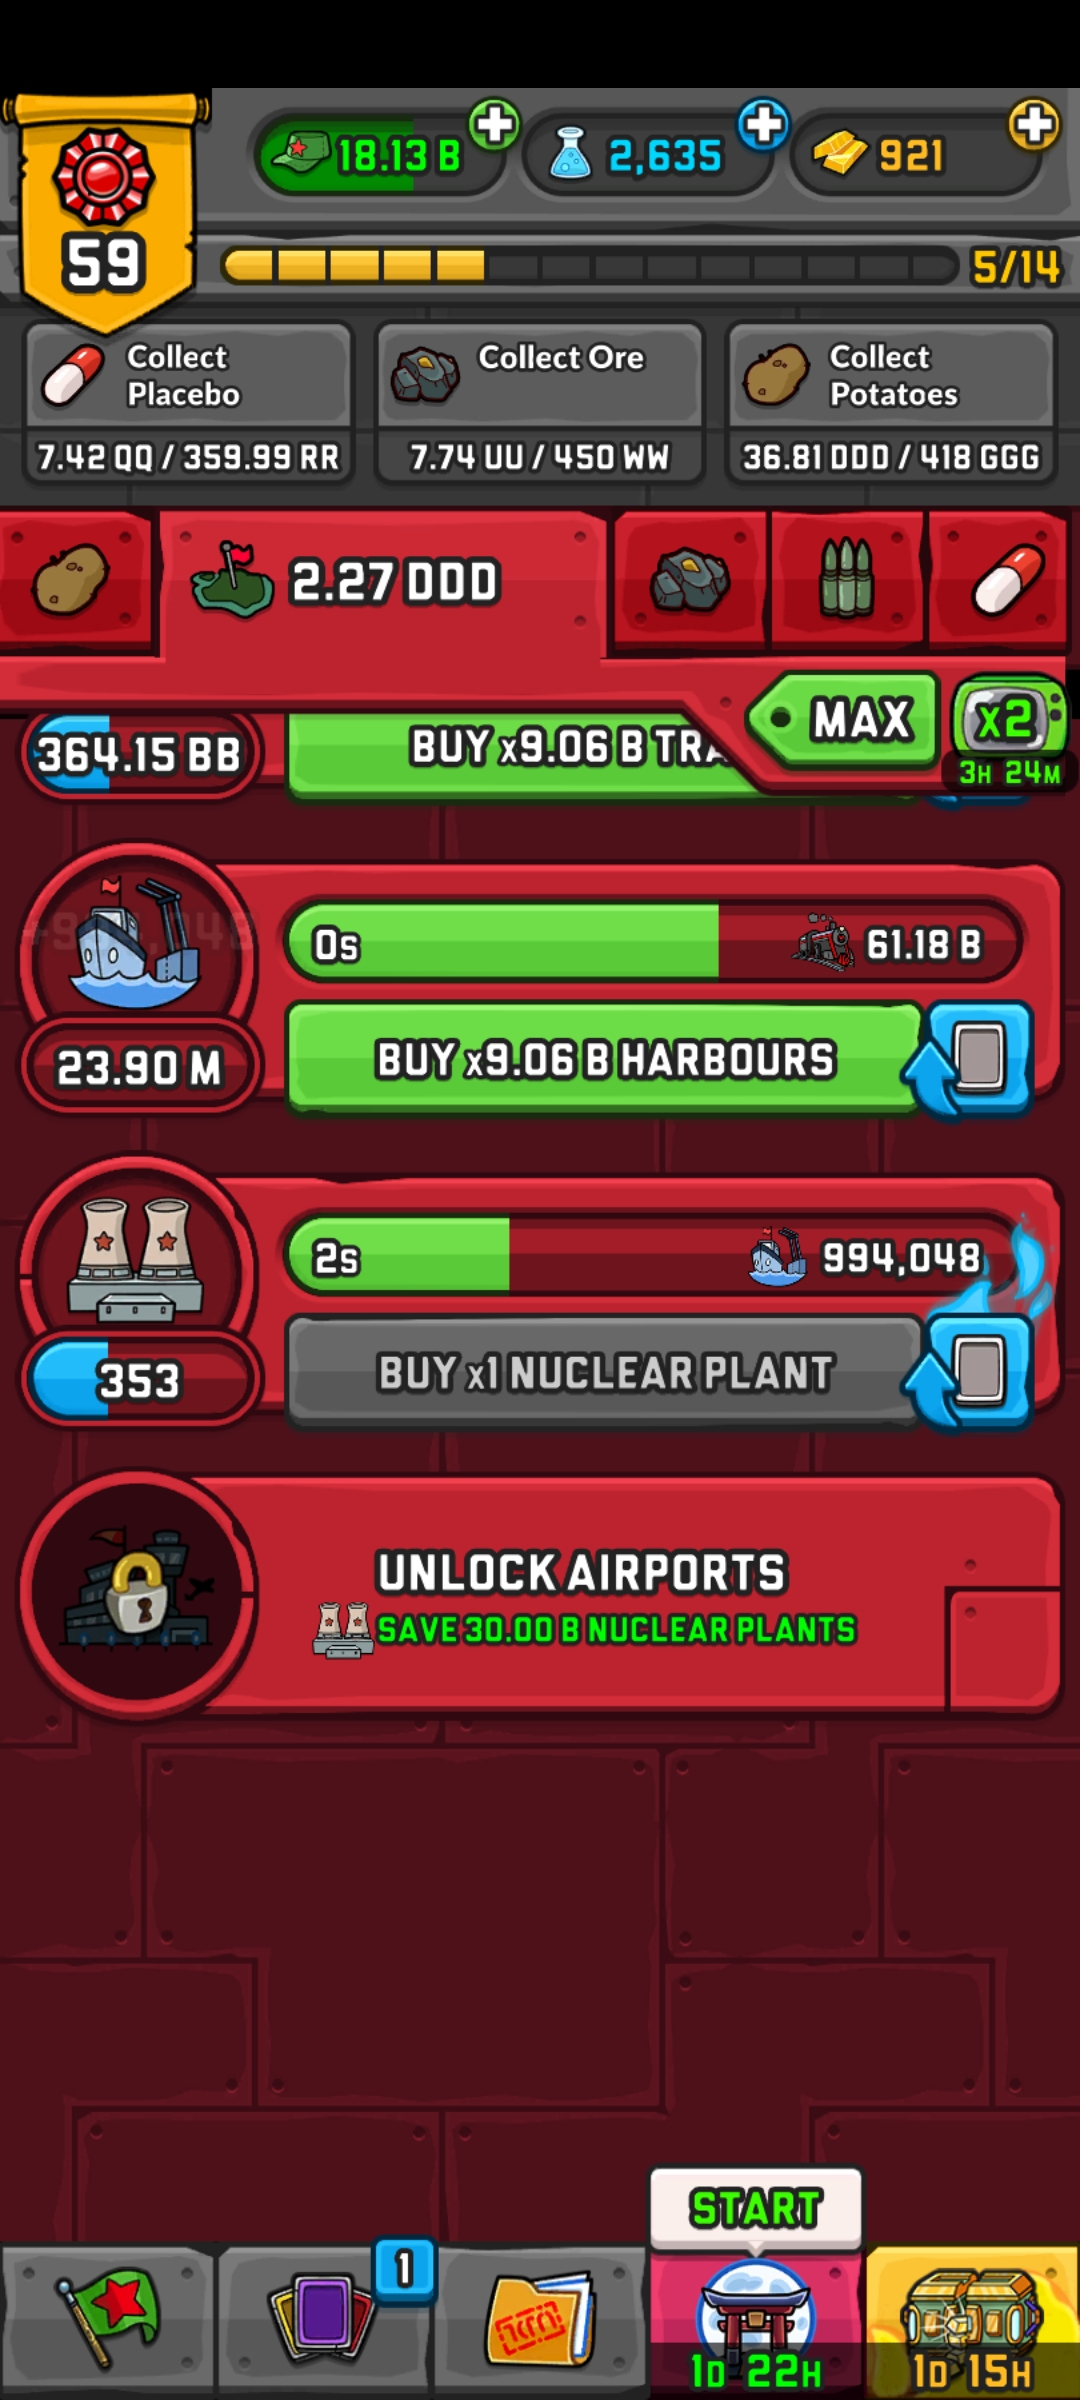 18.13 B
2,635
921
59
5/14
Collect
Placebo
7.42 QQ / 359.99 RR
Collect Ore
7.74 UU / 450 WW
Collect
Potatoes
36.81 DDD / 418 GGG
2.27 DDD
MAX
x2
3H 24M
364.15 BB
BUY x9.06 B
0s
61.18 B
23.90 M
BUY x9.06 B HARBOURS
2s
994,048
353
BUY x1 NUCLEAR PLANT
UNLOCK AIRPORTS
SAVE 30.00 B NUCLEAR PLANTS
START
1
1D 22H
1D 15H